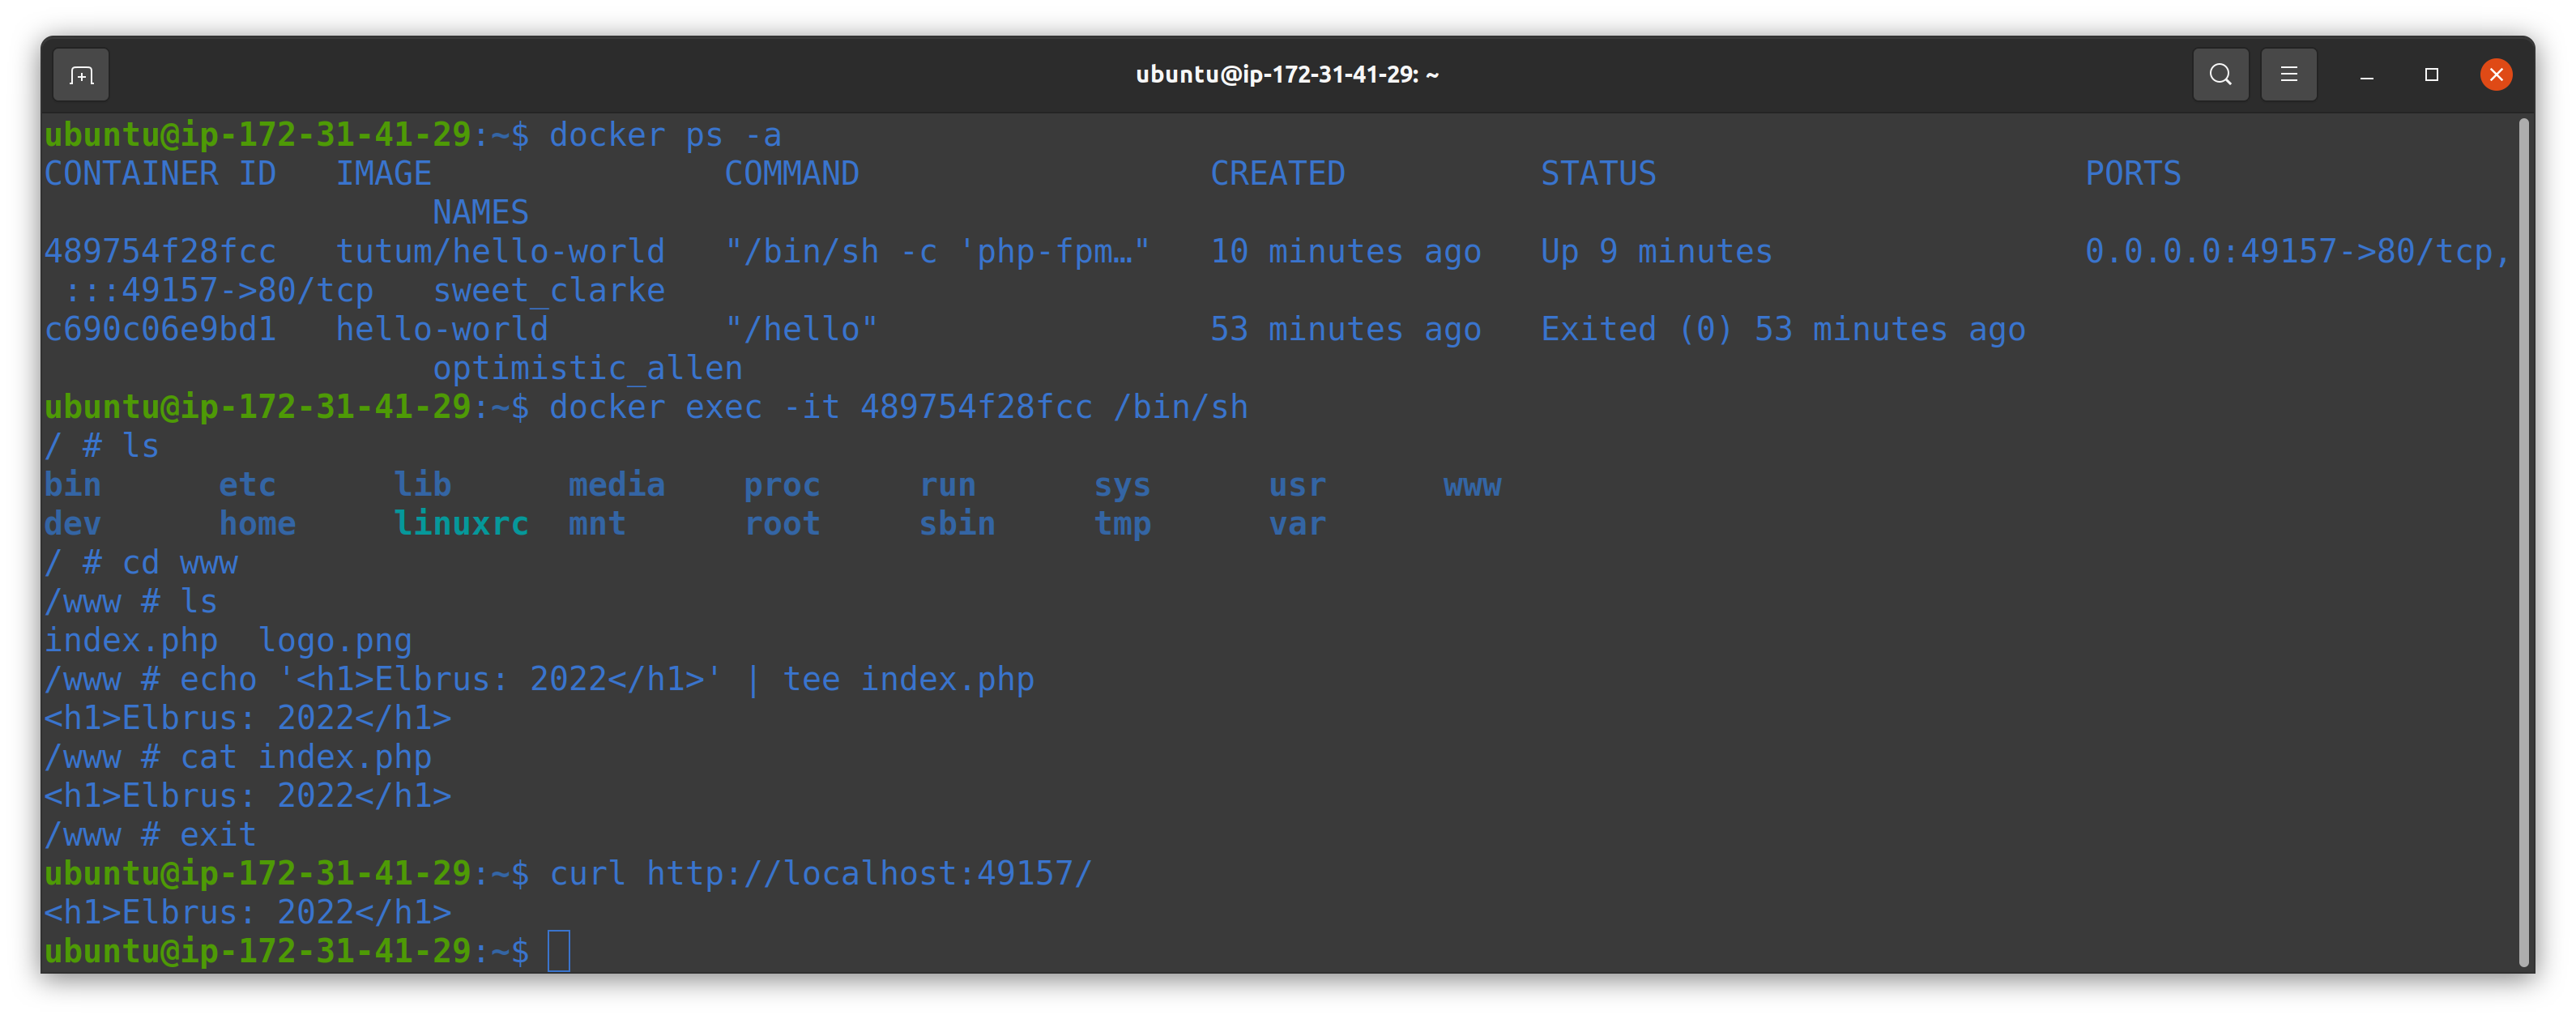 ubuntu@ip-172-31-41-29: ~
ubuntu@ip-172-31-41-29:~$ docker ps -a
CONTAINER ID   IMAGE               COMMAND                  CREATED          STATUS                      PORTS
                    NAMES
489754f28fcc   tutum/hello-world   "/bin/sh -c 'php-fpm…"   10 minutes ago   Up 9 minutes                0.0.0.0:49157->80/tcp,
 :::49157->80/tcp   sweet_clarke
c690c06e9bd1   hello-world         "/hello"                 53 minutes ago   Exited (0) 53 minutes ago
                    optimistic_allen
ubuntu@ip-172-31-41-29:~$ docker exec -it 489754f28fcc /bin/sh
/ # ls
bin      etc      lib      media    proc     run      sys      usr      www
dev      home     linuxrc  mnt      root     sbin     tmp      var
/ # cd www
/www # ls
index.php  logo.png
/www # echo '<h1>Elbrus: 2022</h1>' | tee index.php
<h1>Elbrus: 2022</h1>
/www # cat index.php
<h1>Elbrus: 2022</h1>
/www # exit
ubuntu@ip-172-31-41-29:~$ curl http://localhost:49157/
<h1>Elbrus: 2022</h1>
ubuntu@ip-172-31-41-29:~$